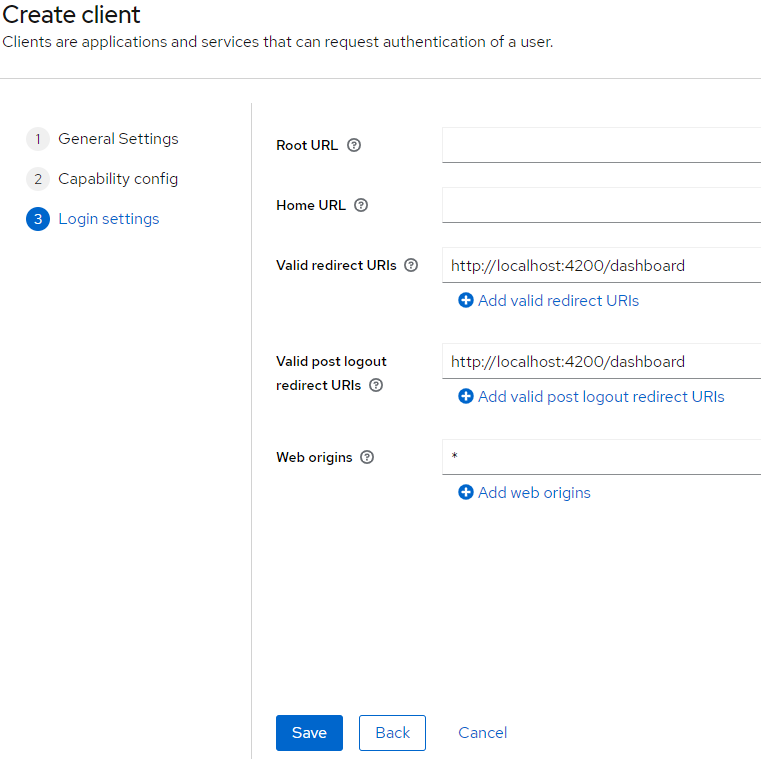 Create client
Clients are applications and services that can request authentication of a user.
1 General Settings
2 Capability config
3 Login settings
Root URL ?
Home URL ?
Valid redirect URIs ? http://localhost:4200/dashboard
Add valid redirect URIs
Valid post logout
redirect URIs ? http://localhost:4200/dashboard
Add valid post logout redirect URIs
Web origins ? *
Add web origins
Save Back Cancel